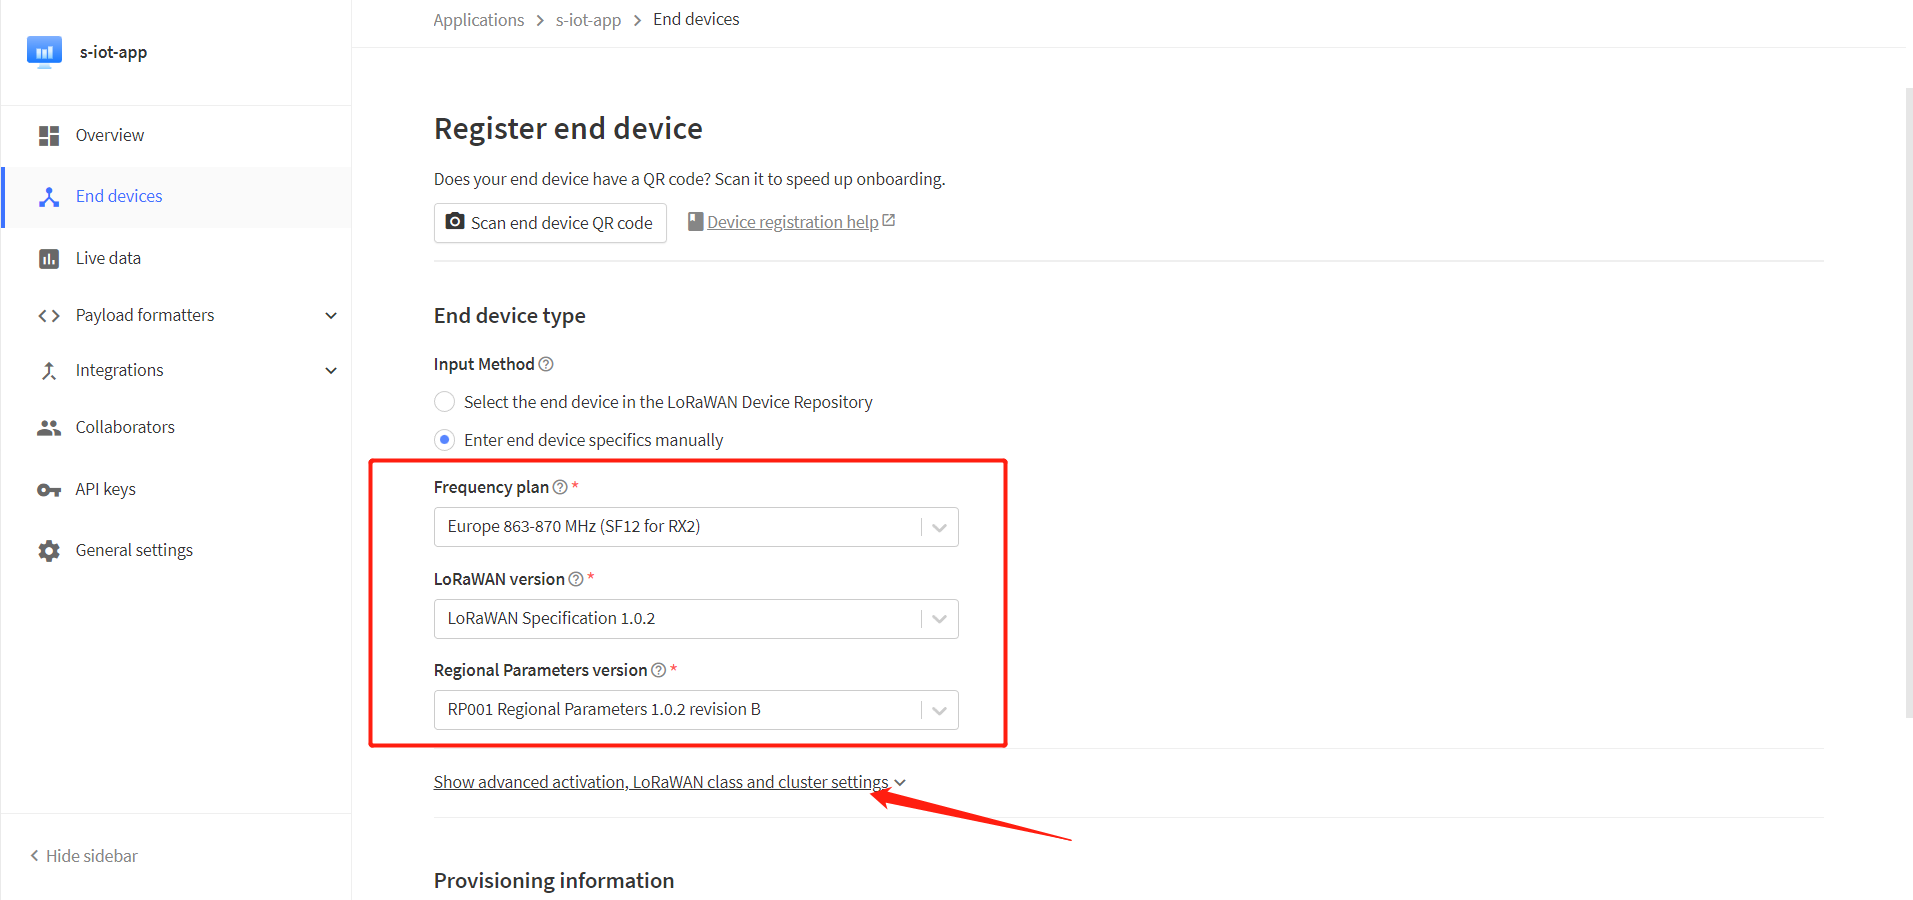 Applications > s-iot-app > End devices
s-iot-app
Overview
End devices
Live data
Payload formatters
Integrations
Collaborators
API keys
General settings
Hide sidebar
Register end device
Does your end device have a QR code? Scan it to speed up onboarding.
Scan end device QR code Device registration help
End device type
Input Method
Select the end device in the LoRaWAN Device Repository
Enter end device specifics manually
Frequency plan *
Europe 863-870 MHz (SF12 for RX2)
LoRaWAN version *
LoRaWAN Specification 1.0.2
Regional Parameters version *
RP001 Regional Parameters 1.0.2 revision B
Show advanced activation, LoRaWAN class and cluster settings
Provisioning information